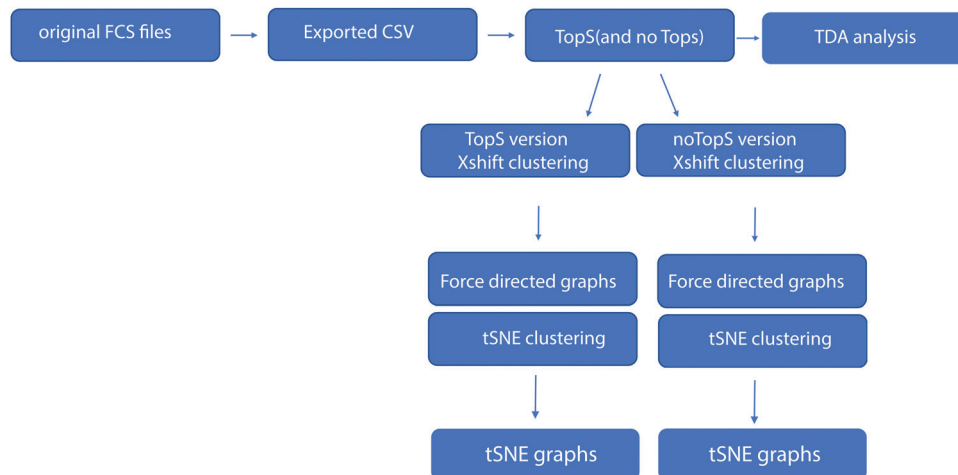 original FCS files
Exported CSV
TopS(and no Tops)
TDA analysis
TopS version
Xshift clustering
noTopS version
Xshift clustering
Force directed graphs
Force directed graphs
tSNE clustering
tSNE clustering
tSNE graphs
tSNE graphs